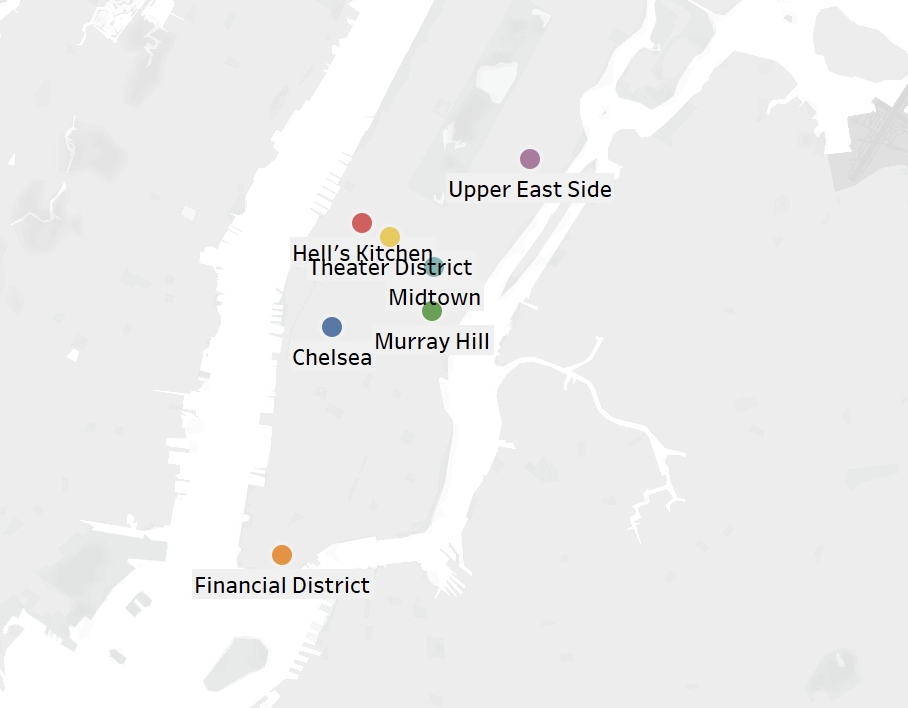 Upper East Side
Hell's Kitchen
Theater District
Midtown
Murray Hill
Chelsea
Financial District